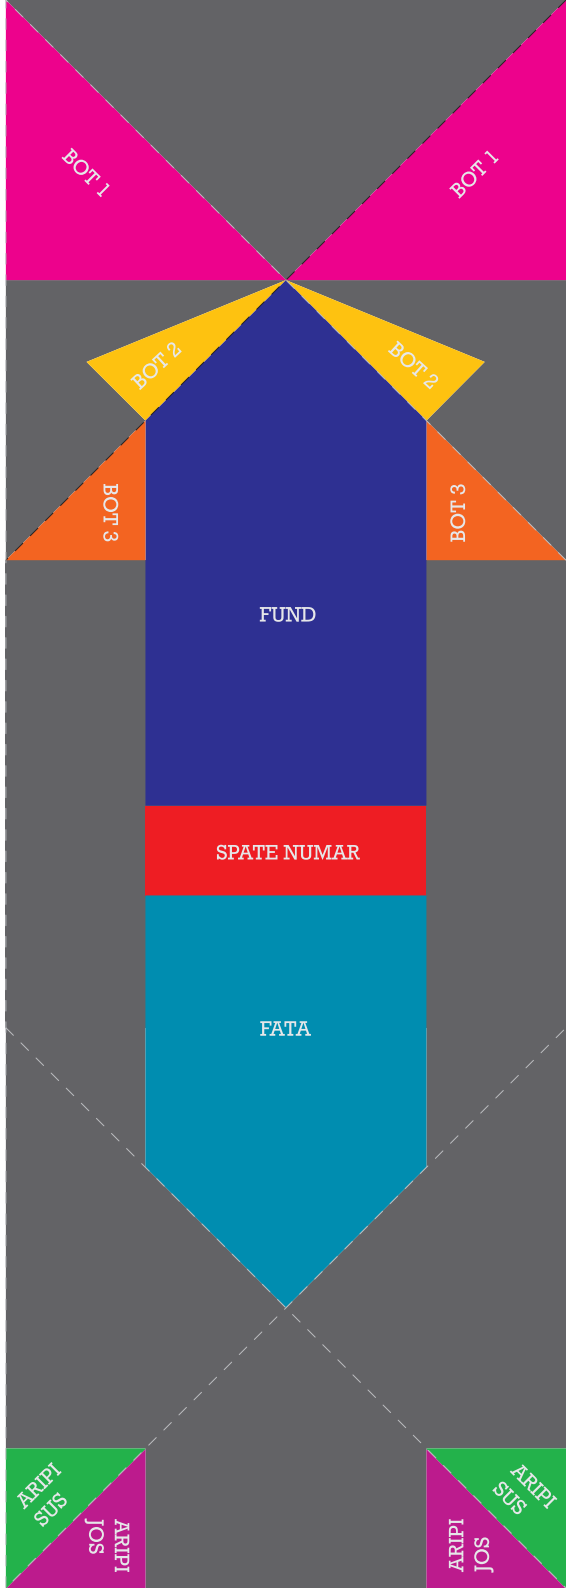 BOT 1
BOT 1
BOT 2
BOT 2
BOT 3
BOT 3
FUND
SPATE NUMAR
FATA
ARIPI
SUS
ARIPI
JOS
ARIPI
SUS
ARIPI
JOS